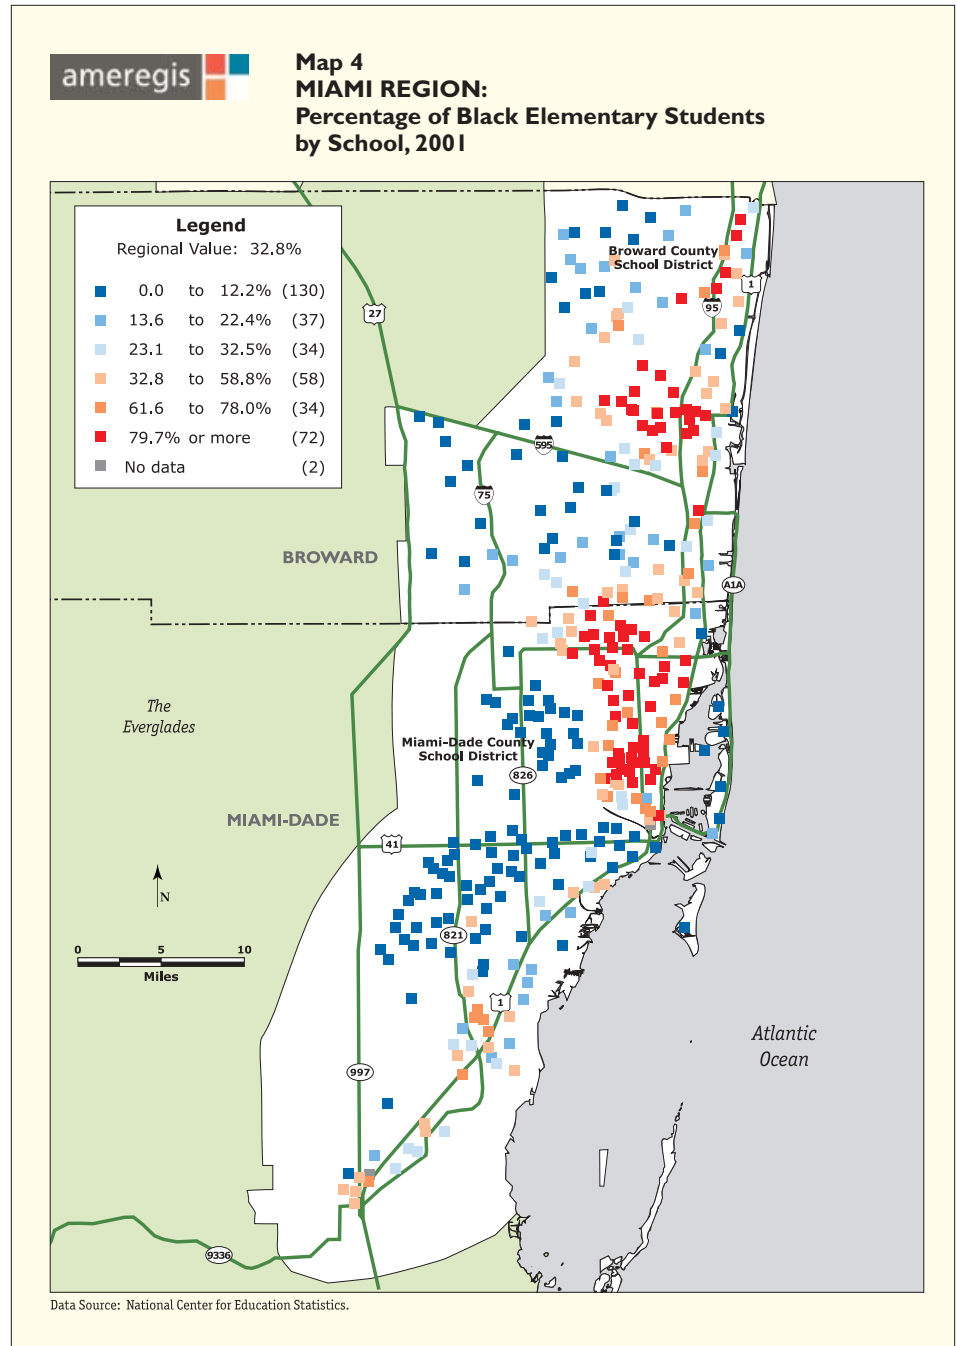 ameregis
Map 4
MIAMI REGION:
Percentage of Black Elementary Students
by School, 2001
Legend
Regional Value: 32.8%
0.0 to 12.2% (130)
13.6 to 22.4% (37)
23.1 to 32.5% (34)
32.8 to 58.8% (58)
61.6 to 78.0% (34)
79.7% or more (72)
No data (2)
Broward County
School District
1
95
27
595
75
BROWARD
A1A
The
Everglades
Miami-Dade County
School District
826
MIAMI-DADE
41
N
821
0 5 10
Miles
1
Atlantic
Ocean
997
9336
Data Source: National Center for Education Statistics.